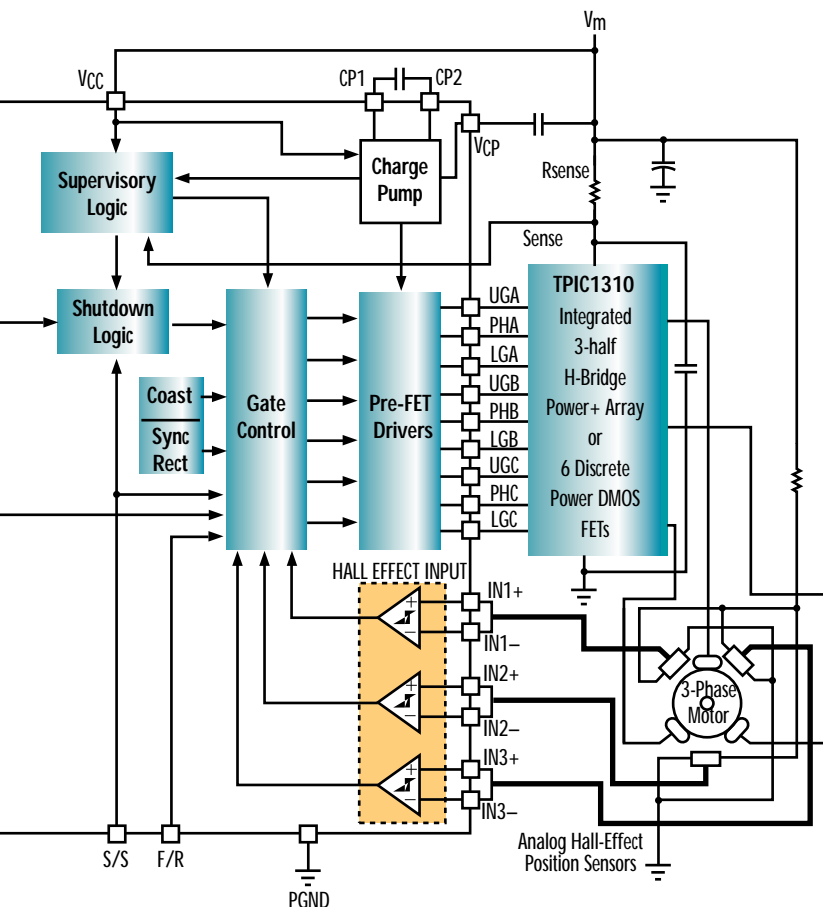 Vm
VCC
CP1
CP2
VCP
Supervisory
Logic
Charge
Pump
Rsense
Sense
Shutdown
Logic
Coast
Sync
Rect
Gate
Control
Pre-FET
Drivers
UGA
PHA
LGA
UGB
PHB
LGB
UGC
PHC
LGC
TPIC1310
Integrated
3-half
H-Bridge
Power+ Array
or
6 Discrete
Power DMOS
FETs
HALL EFFECT INPUT
+
−
IN1+
IN1−
+
−
IN2+
IN2−
+
−
IN3+
IN3−
3-Phase
Motor
Analog Hall-Effect
Position Sensors
S/S
F/R
PGND